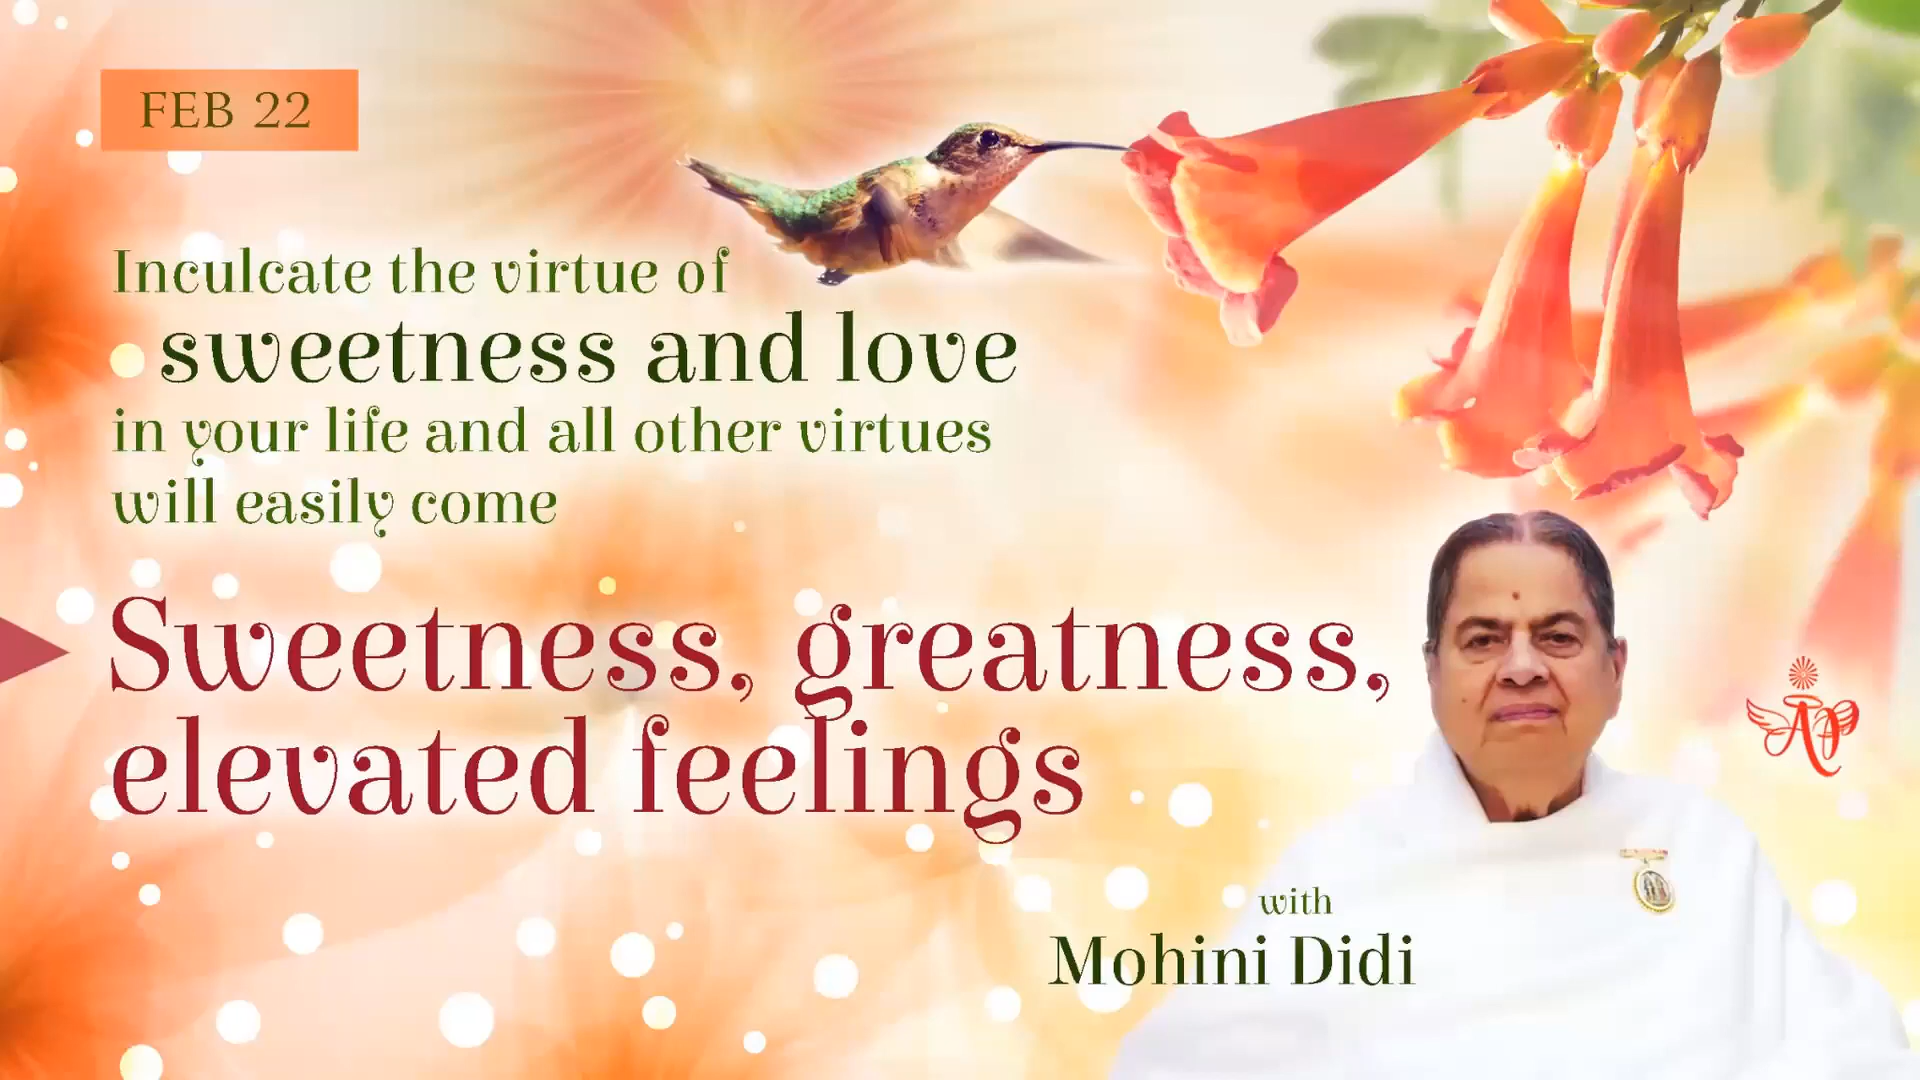 FEB 22
Inculcate the virtue of
sweetness and love
in your life and all other virtues
will easily come
Sweetness, greatness,
elevated feelings
with
Mohini Didi
AP